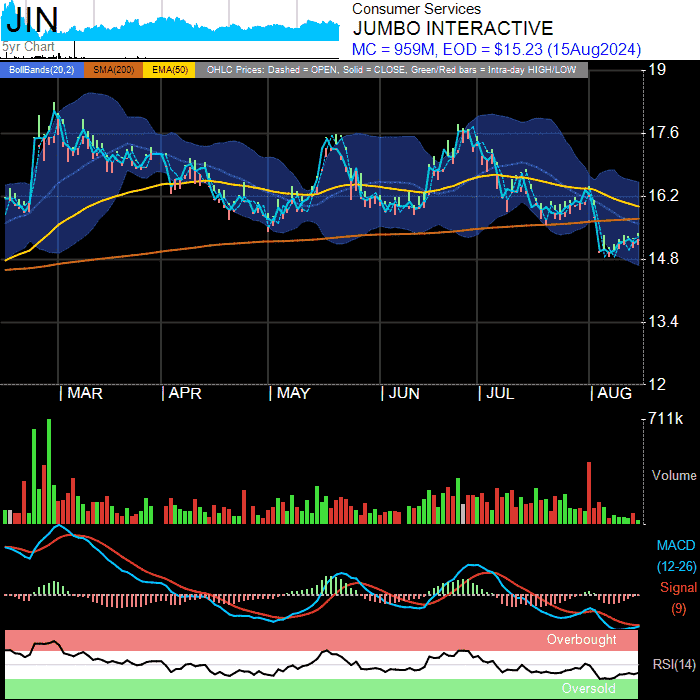 JIN
5yr Chart
Consumer Services
JUMBO INTERACTIVE
MC = 959M, EOD = $15.23 (15Aug2024)
BollBands(20,2) SMA(200) EMA(50) OHLC Prices: Dashed = OPEN, Solid = CLOSE, Green/Red bars = Intra-day HIGH/LOW
19
17.6
16.2
14.8
13.4
12
MAR APR MAY JUN JUL AUG
711k
Volume
MACD
(12-26)
Signal
(9)
Overbought
RSI(14)
Oversold